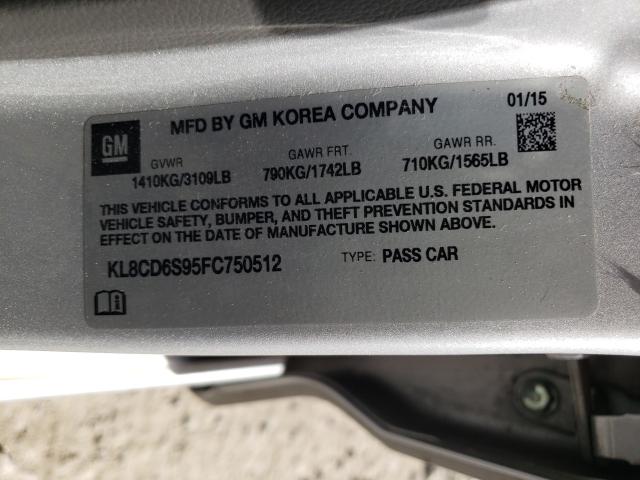 MFD BY GM KOREA COMPANY 01/15
GM
GVWR GAWR FRT. GAWR RR.
1410KG/3109LB 790KG/1742LB 710KG/1565LB
THIS VEHICLE CONFORMS TO ALL APPLICABLE U.S. FEDERAL MOTOR
VEHICLE SAFETY, BUMPER, AND THEFT PREVENTION STANDARDS IN
EFFECT ON THE DATE OF MANUFACTURE SHOWN ABOVE.
KL8CD6S95FC750512 TYPE: PASS CAR